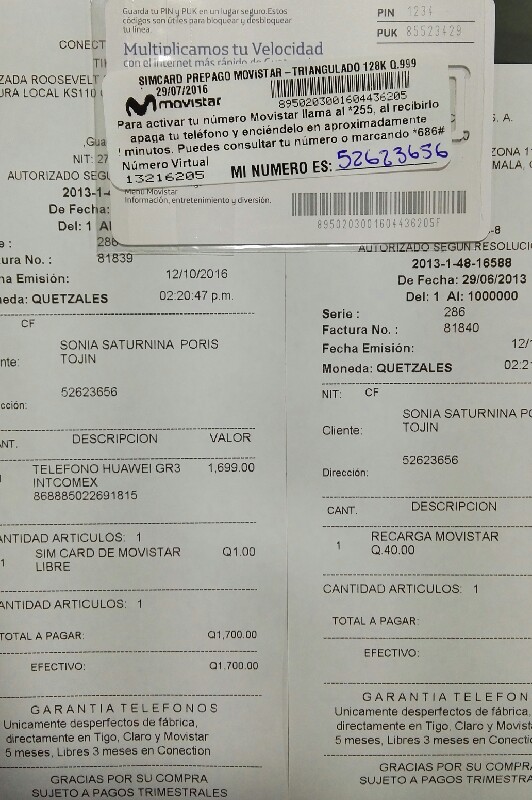 Guarda tu PIN y PUK en un lugar seguro.Estos
códigos son útiles para bloquear y desbloquear
tu línea.
PIN 1234
PUK 85523429
Multiplicamos tu Velocidad
con el internet más rápido de
SIMCARD PREPAGO MOVISTAR -TRIANGULADO 128K Q.999
29/07/2016
movistar
8950203001604436205
Para activar tu número Movistar llama al *255, al recibirlo
apaga tu teléfono y enciéndelo en aproximadamente
minutos. Puedes consultar tu número o marcando *686#
Número Virtual
13216205
MI NUMERO ES: 52623656
Menú Movistar
Información, entretenimiento y diversión.
8950203001604436205F
CONECT
ZADA ROOSEVELT
URA LOCAL KS110
,Gua
NIT: 27
AUTORIZADO SEGU
2013-1-4
De Fecha:
Del: 1 Al
286
ura No.: 81839
ha Emisión: 12/10/2016
neda: QUETZALES 02:20:47 p.m.
CF
SONIA SATURNINA PORIS
ente: TOJIN
52623656
cción:
NT. DESCRIPCION VALOR
TELEFONO HUAWEI GR3 1,699.00
INTCOMEX
868885022691815
ANTIDAD ARTICULOS: 1
1 SIM CARD DE MOVISTAR Q1.00
LIBRE
ANTIDAD ARTICULOS: 1
TOTAL A PAGAR: Q1,700.00
EFECTIVO: Q1,700.00
GARANTIA TELEFONOS
Unicamente desperfectos de fábrica,
directamente en Tigo, Claro y Movistar
5 meses, Libres 3 meses en Conection
GRACIAS POR SU COMPRA
SUJETO A PAGOS TRIMESTRALES
S. A.
ZONA 11
MALA, C
-8
AUTORIZADO SEGUN RESOLUCIO
2013-1-48-16588
De Fecha: 29/06/2013
Del: 1 Al: 1000000
Serie : 286
Factura No. : 81840
Fecha Emisión: 12/1
Moneda: QUETZALES 02:2
NIT: CF
SONIA SATURNINA PO
Cliente: TOJIN
52623656
Dirección:
CANT. DESCRIPCION
1 RECARGA MOVISTAR
Q.40.00
CANTIDAD ARTICULOS: 1
TOTAL A PAGAR:
EFECTIVO:
GARANTIA TELEFON
Unicamente desperfectos de fábrica,
directamente en Tigo, Claro y Movist
5 meses, Libres 3 meses en Conectio
GRACIAS POR SU COMPRA
SUJETO A PAGOS TRIMESTRA